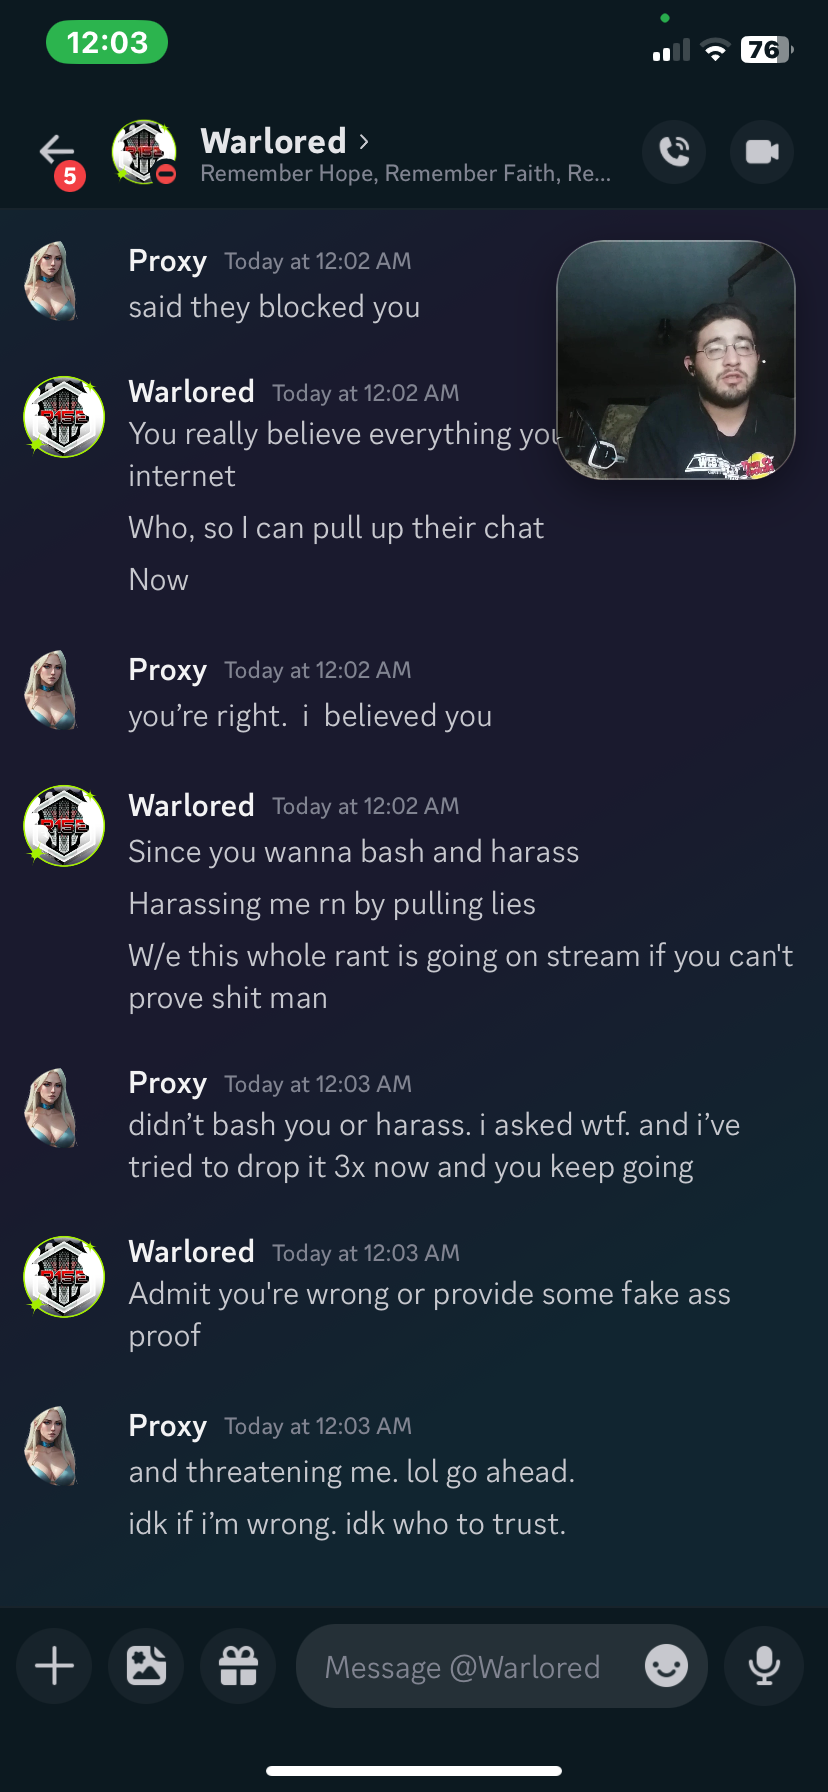 12:03
76
5
Warlored
Remember Hope, Remember Faith, Re...
Proxy Today at 12:02 AM
said they blocked you
Warlored Today at 12:02 AM
You really believe everything you
internet
Who, so I can pull up their chat
Now
Proxy Today at 12:02 AM
you’re right. i believed you
Warlored Today at 12:02 AM
Since you wanna bash and harass
Harassing me rn by pulling lies
W/e this whole rant is going on stream if you can't
prove shit man
Proxy Today at 12:03 AM
didn’t bash you or harass. i asked wtf. and i’ve
tried to drop it 3x now and you keep going
Warlored Today at 12:03 AM
Admit you're wrong or provide some fake ass
proof
Proxy Today at 12:03 AM
and threatening me. lol go ahead.
idk if i’m wrong. idk who to trust.
Message @Warlored